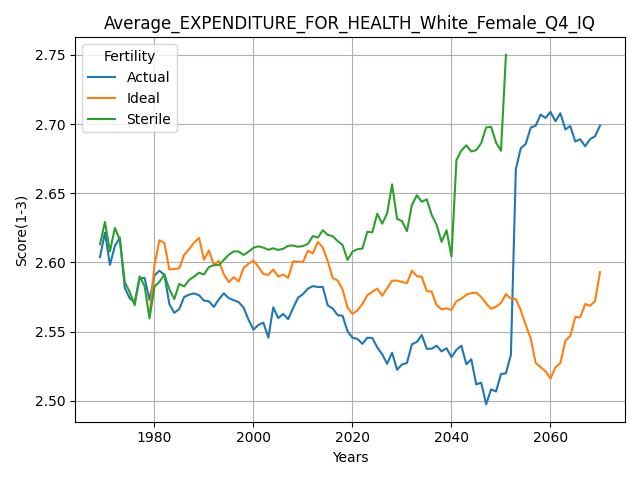 Average_EXPENDITURE_FOR_HEALTH_White_Female_Q4_IQ
Fertility
Actual
Ideal
Sterile
Score(1-3)
2.75
2.70
2.65
2.60
2.55
2.50
1980 2000 2020 2040 2060
Years